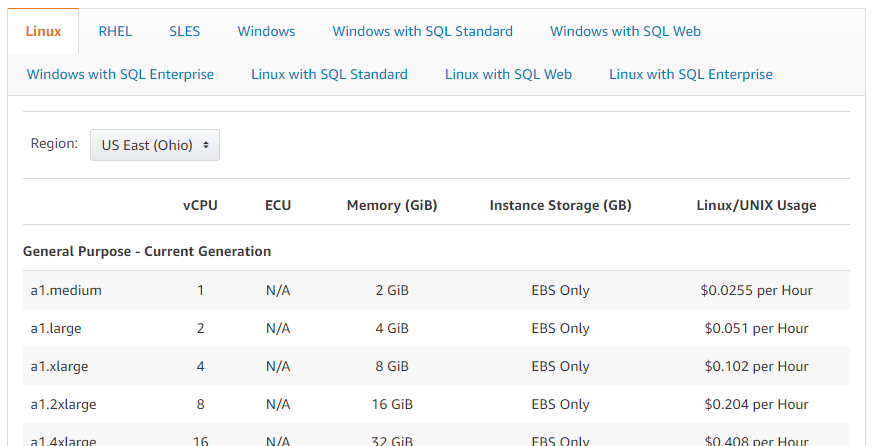 Linux RHEL SLES Windows Windows with SQL Standard Windows with SQL Web
Windows with SQL Enterprise Linux with SQL Standard Linux with SQL Web Linux with SQL Enterprise
Region: US East (Ohio)
vCPU ECU Memory (GiB) Instance Storage (GB) Linux/UNIX Usage
General Purpose - Current Generation
a1.medium 1 N/A 2 GiB EBS Only $0.0255 per Hour
a1.large 2 N/A 4 GiB EBS Only $0.051 per Hour
a1.xlarge 4 N/A 8 GiB EBS Only $0.102 per Hour
a1.2xlarge 8 N/A 16 GiB EBS Only $0.204 per Hour
a1.4xlarge 16 N/A 32 GiB EBS Only $0.408 per Hour